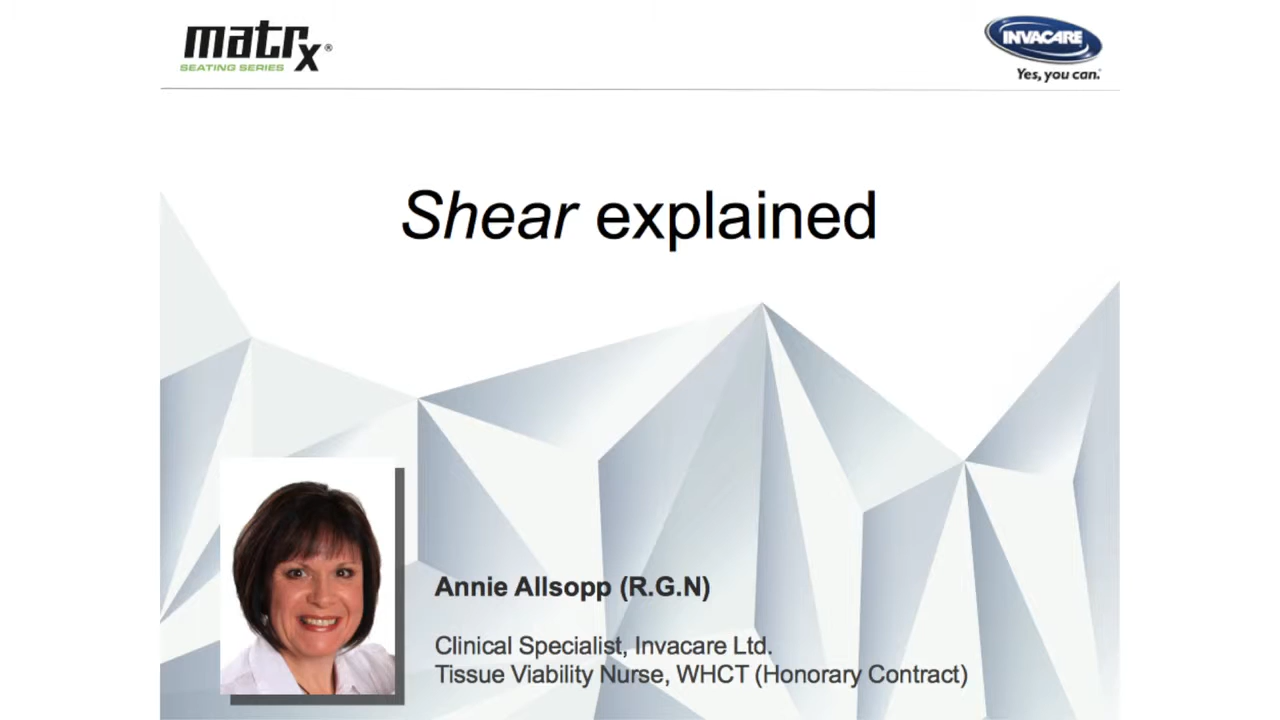 matrx®
SEATING SERIES
INVACARE
Yes, you can.
Shear explained
Annie Allsopp (R.G.N)
Clinical Specialist, Invacare Ltd.
Tissue Viability Nurse, WHCT (Honorary Contract)